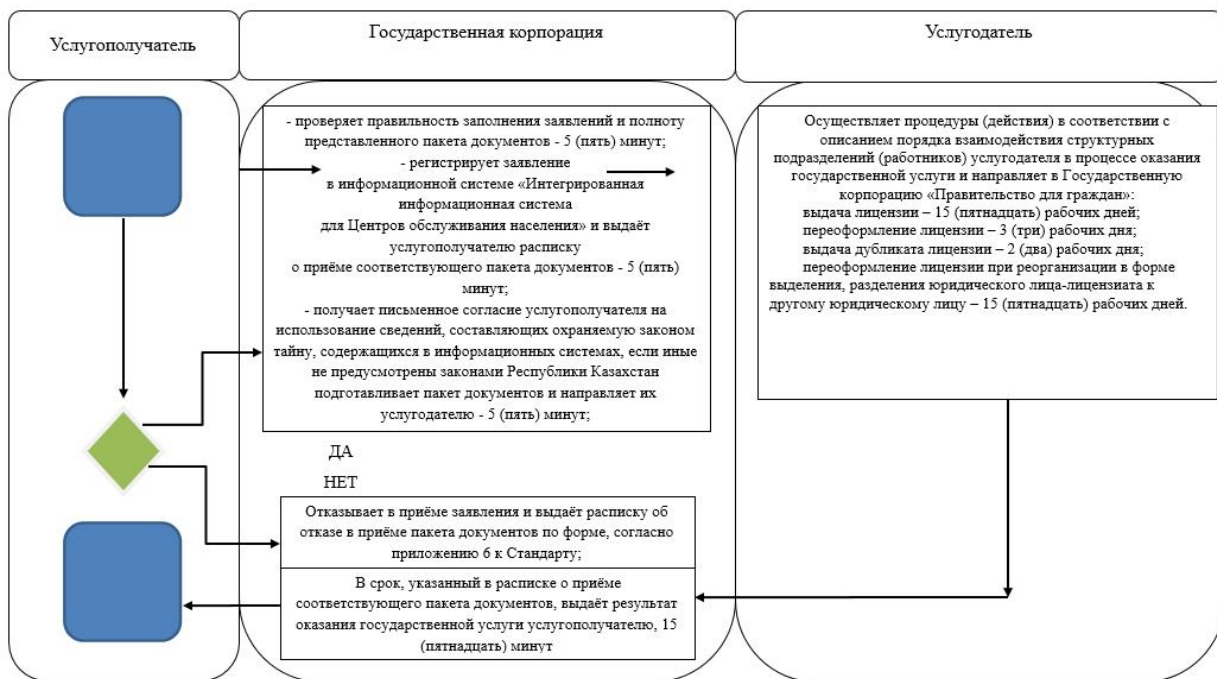 Услугополучатель
Государственная корпорация
Услугодатель
- проверяет правильность заполнения заявлений и полноту
представленного пакета документов - 5 (пять) минут;
- регистрирует заявление
в информационной системе «Интегрированная
информационная система
для Центров обслуживания населения» и выдаёт
услугополучателю расписку
о приёме соответствующего пакета документов - 5 (пять)
минут;
- получает письменное согласие услугополучателя на
использование сведений, составляющих охраняемую законом
тайну, содержащихся в информационных системах, если иные
не предусмотрены законами Республики Казахстан
подготавливает пакет документов и направляет их
услугодателю - 5 (пять) минут;
Осуществляет процедуры (действия) в соответствии с
описанием порядка взаимодействия структурных
подразделений (работников) услугодателя в процессе оказания
государственной услуги и направляет в Государственную
корпорацию «Правительство для граждан»:
выдача лицензии – 15 (пятнадцать) рабочих дней;
переоформление лицензии – 3 (три) рабочих дня;
выдача дубликата лицензии – 2 (два) рабочих дня;
переоформление лицензии при реорганизации в форме
выделения, разделения юридического лица-лицензиата к
другому юридическому лицу – 15 (пятнадцать) рабочих дней.
ДА
НЕТ
Отказывает в приёме заявления и выдаёт расписку об
отказе в приёме пакета документов по форме, согласно
приложению 6 к Стандарту;
В срок, указанный в расписке о приёме
соответствующего пакета документов, выдаёт результат
оказания государственной услуги услугополучателю, 15
(пятнадцать) минут